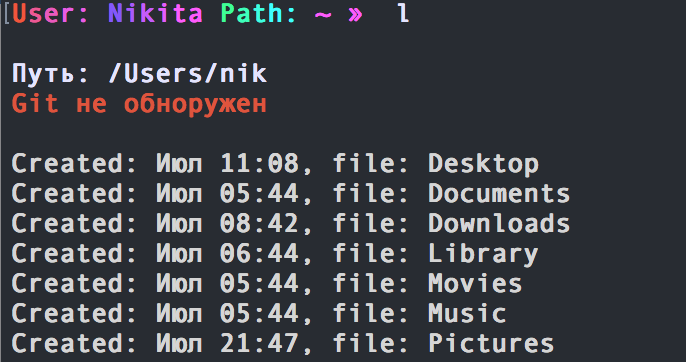 [User: Nikita Path: ~ » l
Путь: /Users/nik
Git не обноружен
Created: Июл 11:08, file: Desktop
Created: Июл 05:44, file: Documents
Created: Июл 08:42, file: Downloads
Created: Июл 06:44, file: Library
Created: Июл 05:44, file: Movies
Created: Июл 05:44, file: Music
Created: Июл 21:47, file: Pictures